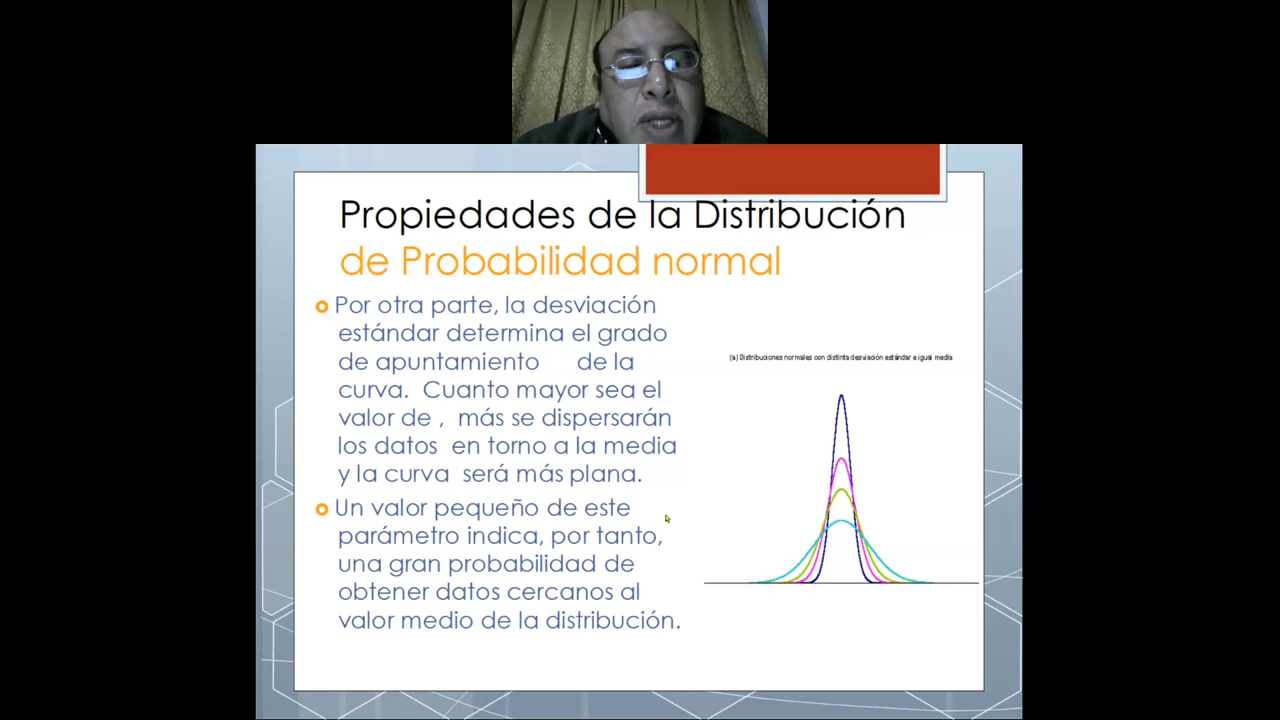 Propiedades de la Distribución
de Probabilidad normal
Por otra parte, la desviación
estándar determina el grado
de apuntamiento de la
curva. Cuanto mayor sea el
valor de , más se dispersarán
los datos en torno a la media
y la curva será más plana.
Un valor pequeño de este
parámetro indica, por tanto,
una gran probabilidad de
obtener datos cercanos al
valor medio de la distribución.
(a) Distribuciones normales con distinta desviación estándar e igual media